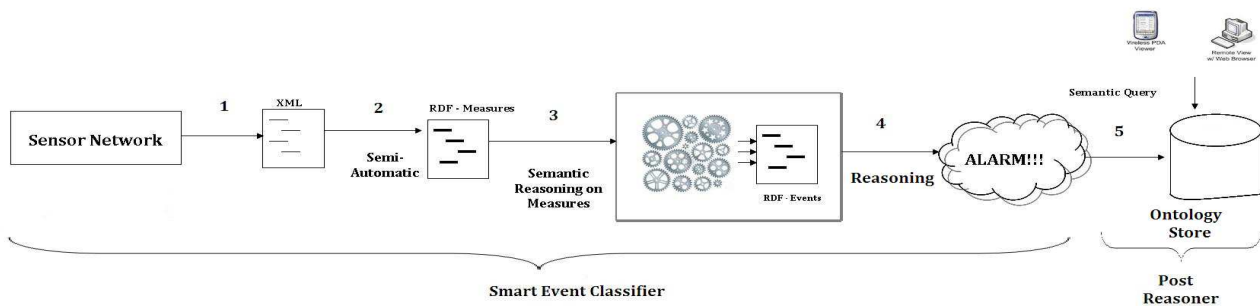 Wireless PDA
Viewer
Remote View
w/ Web Browser
1
XML
2
RDF - Measures
3
4
Semantic Query
5
Sensor Network
Semi-
Automatic
Semantic
Reasoning on
Measures
RDF - Events
Reasoning
ALARM!!!
Ontology
Store
Smart Event Classifier
Post
Reasoner